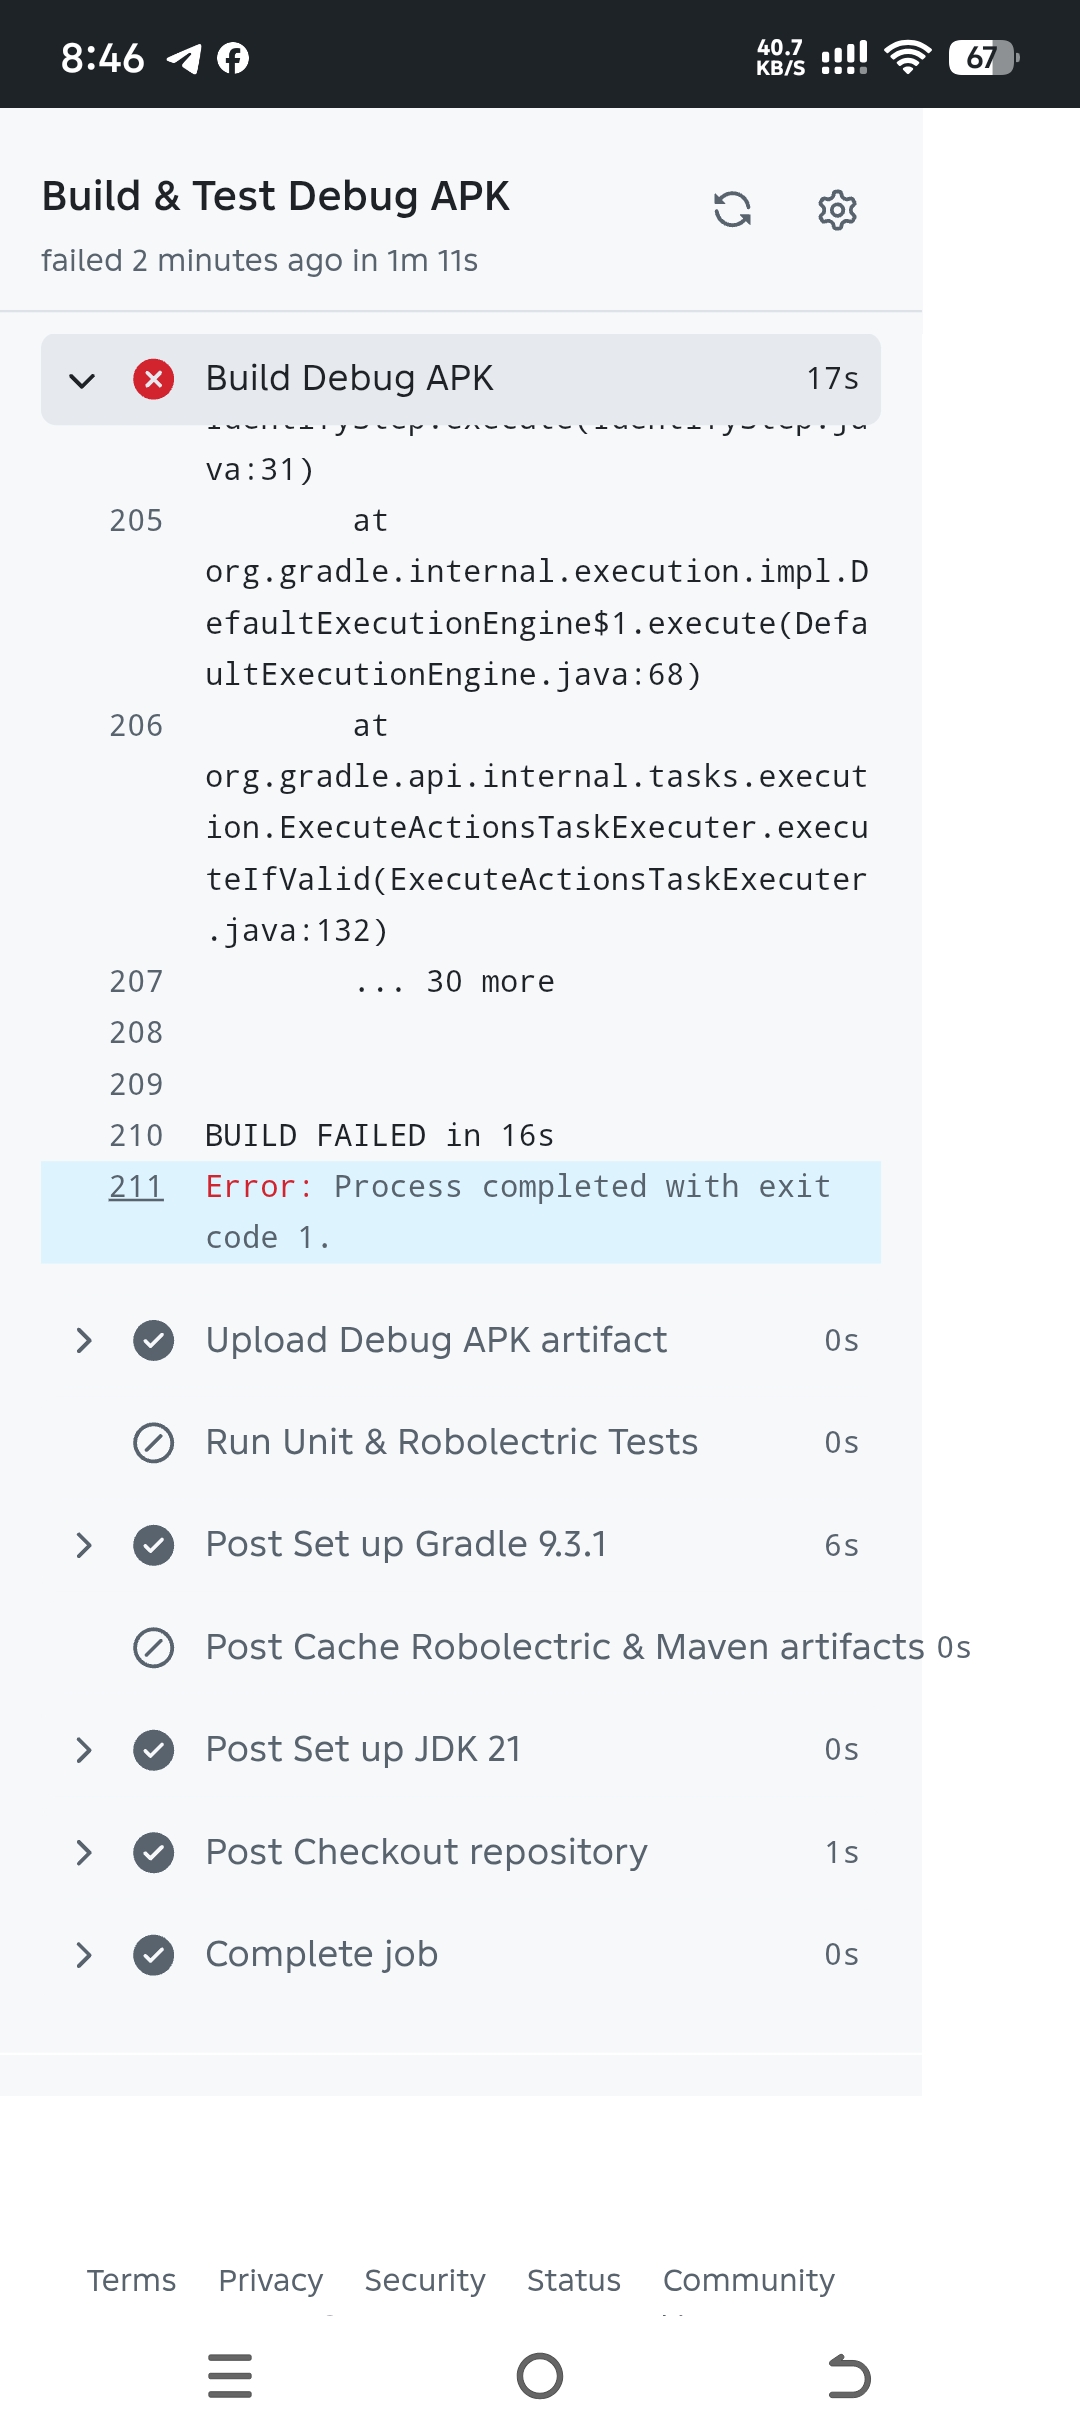 8:46
40.7
KB/S
67
Build & Test Debug APK
failed 2 minutes ago in 1m 11s
Build Debug APK 17s
identifyStep.execute(IdentifyStep.ja
va:31)
205 at
org.gradle.internal.execution.impl.D
efaultExecutionEngine$1.execute(Defa
ultExecutionEngine.java:68)
206 at
org.gradle.api.internal.tasks.execut
ion.ExecuteActionsTaskExecuter.execu
teIfValid(ExecuteActionsTaskExecuter
.java:132)
207 ... 30 more
208
209
210 BUILD FAILED in 16s
211 Error: Process completed with exit
code 1.
Upload Debug APK artifact 0s
Run Unit & Robolectric Tests 0s
Post Set up Gradle 9.3.1 6s
Post Cache Robolectric & Maven artifacts 0s
Post Set up JDK 21 0s
Post Checkout repository 1s
Complete job 0s
Terms Privacy Security Status Community